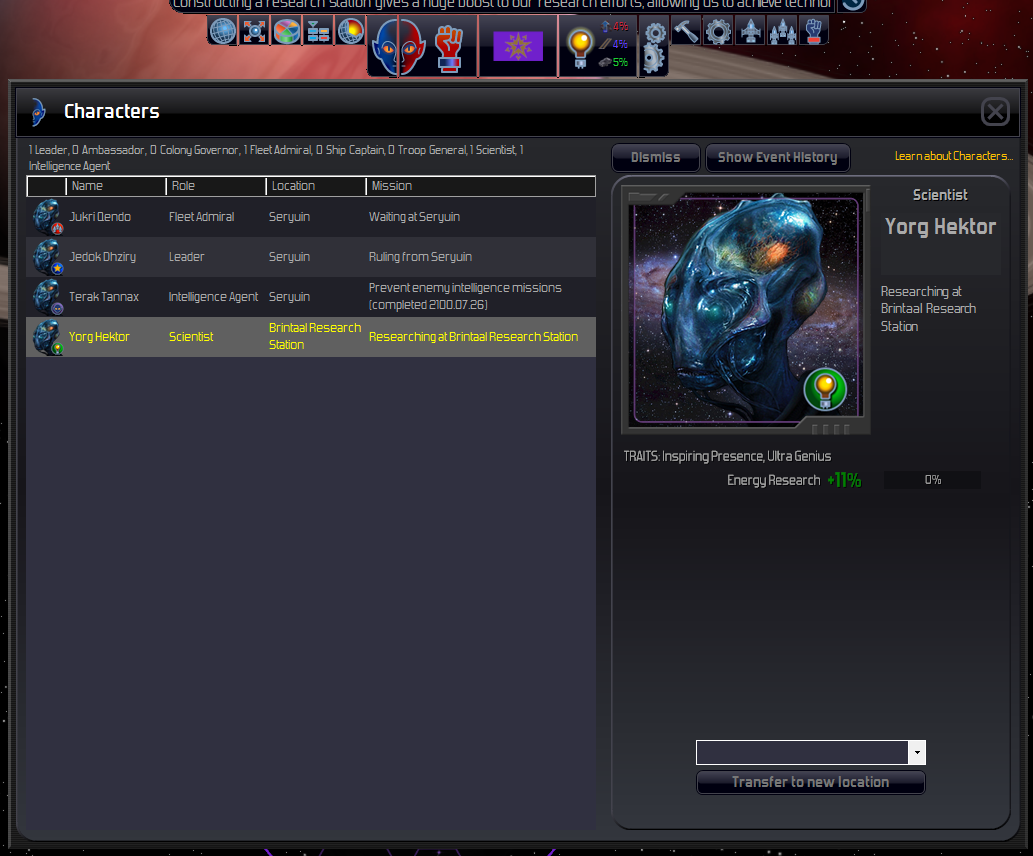 Constructing a research station gives a huge boost to our research efforts, allowing us to achieve technol
4%
4%
5%
Characters
1 Leader, 0 Ambassador, 0 Colony Governor, 1 Fleet Admiral, 0 Ship Captain, 0 Troop General, 1 Scientist, 1
Intelligence Agent
Dismiss
Show Event History
Learn about Characters...
Name Role Location Mission
Jukri Qendo Fleet Admiral Seryuin Waiting at Seryuin
Jedok Dhziry Leader Seryuin Ruling from Seryuin
Terak Tannax Intelligence Agent Seryuin Prevent enemy intelligence missions
(completed 2100.07.26)
Yorg Hektor Scientist Brintaal Research
Station Researching at Brintaal Research Station
Scientist
Yorg Hektor
Researching at
Brintaal Research
Station
TRAITS: Inspiring Presence, Ultra Genius
Energy Research +11% 0%
Transfer to new location